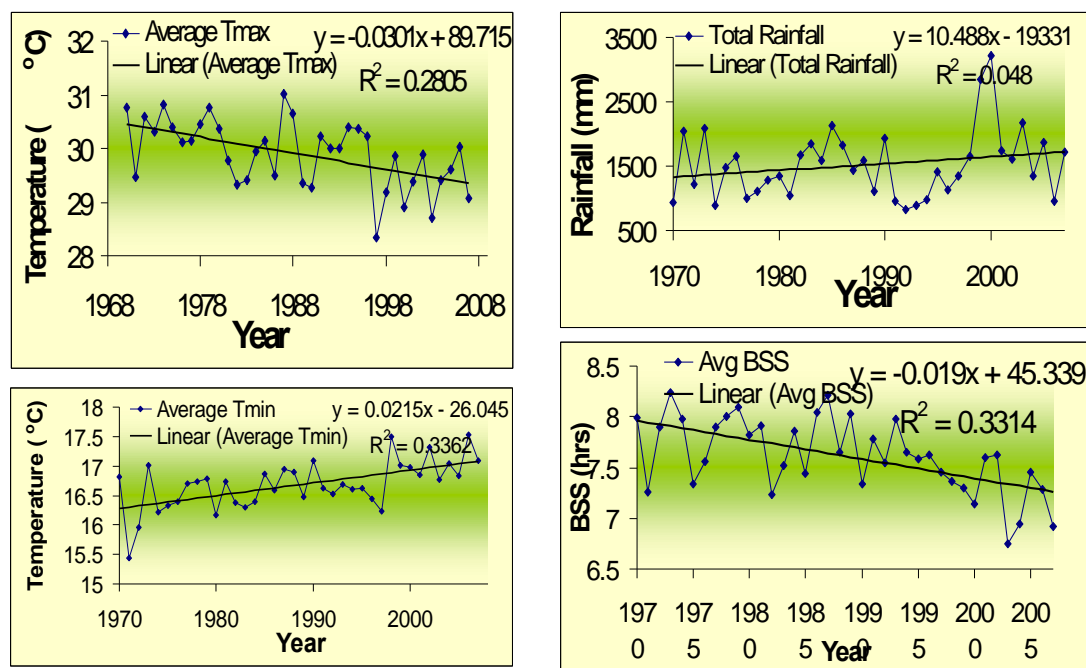 Average Tmax
y = -0.0301x + 89.715
Linear (Average Tmax)
R² = 0.2805
Temperature ( °C)
32
31
30
29
28
1968 1978 1988 1998 2008
Year
Total Rainfall
y = 10.488x - 19331
Linear (Total Rainfall)
R² = 0.048
Rainfall (mm)
3500
2500
1500
500
1970 1980 1990 2000
Year
Average Tmin
y = 0.0215x - 26.045
Linear (Average Tmin)
R² = 0.3362
Temperature (°C)
18
17.5
17
16.5
16
15.5
15
1970 1980 1990 2000
Year
Avg BSS
y = -0.019x + 45.339
Linear (Avg BSS)
R² = 0.3314
BSS (hrs)
8.5
8
7.5
7
6.5
197 197 198 198 199 199 200 200
0 5 0 5 0 5 0 5
Year